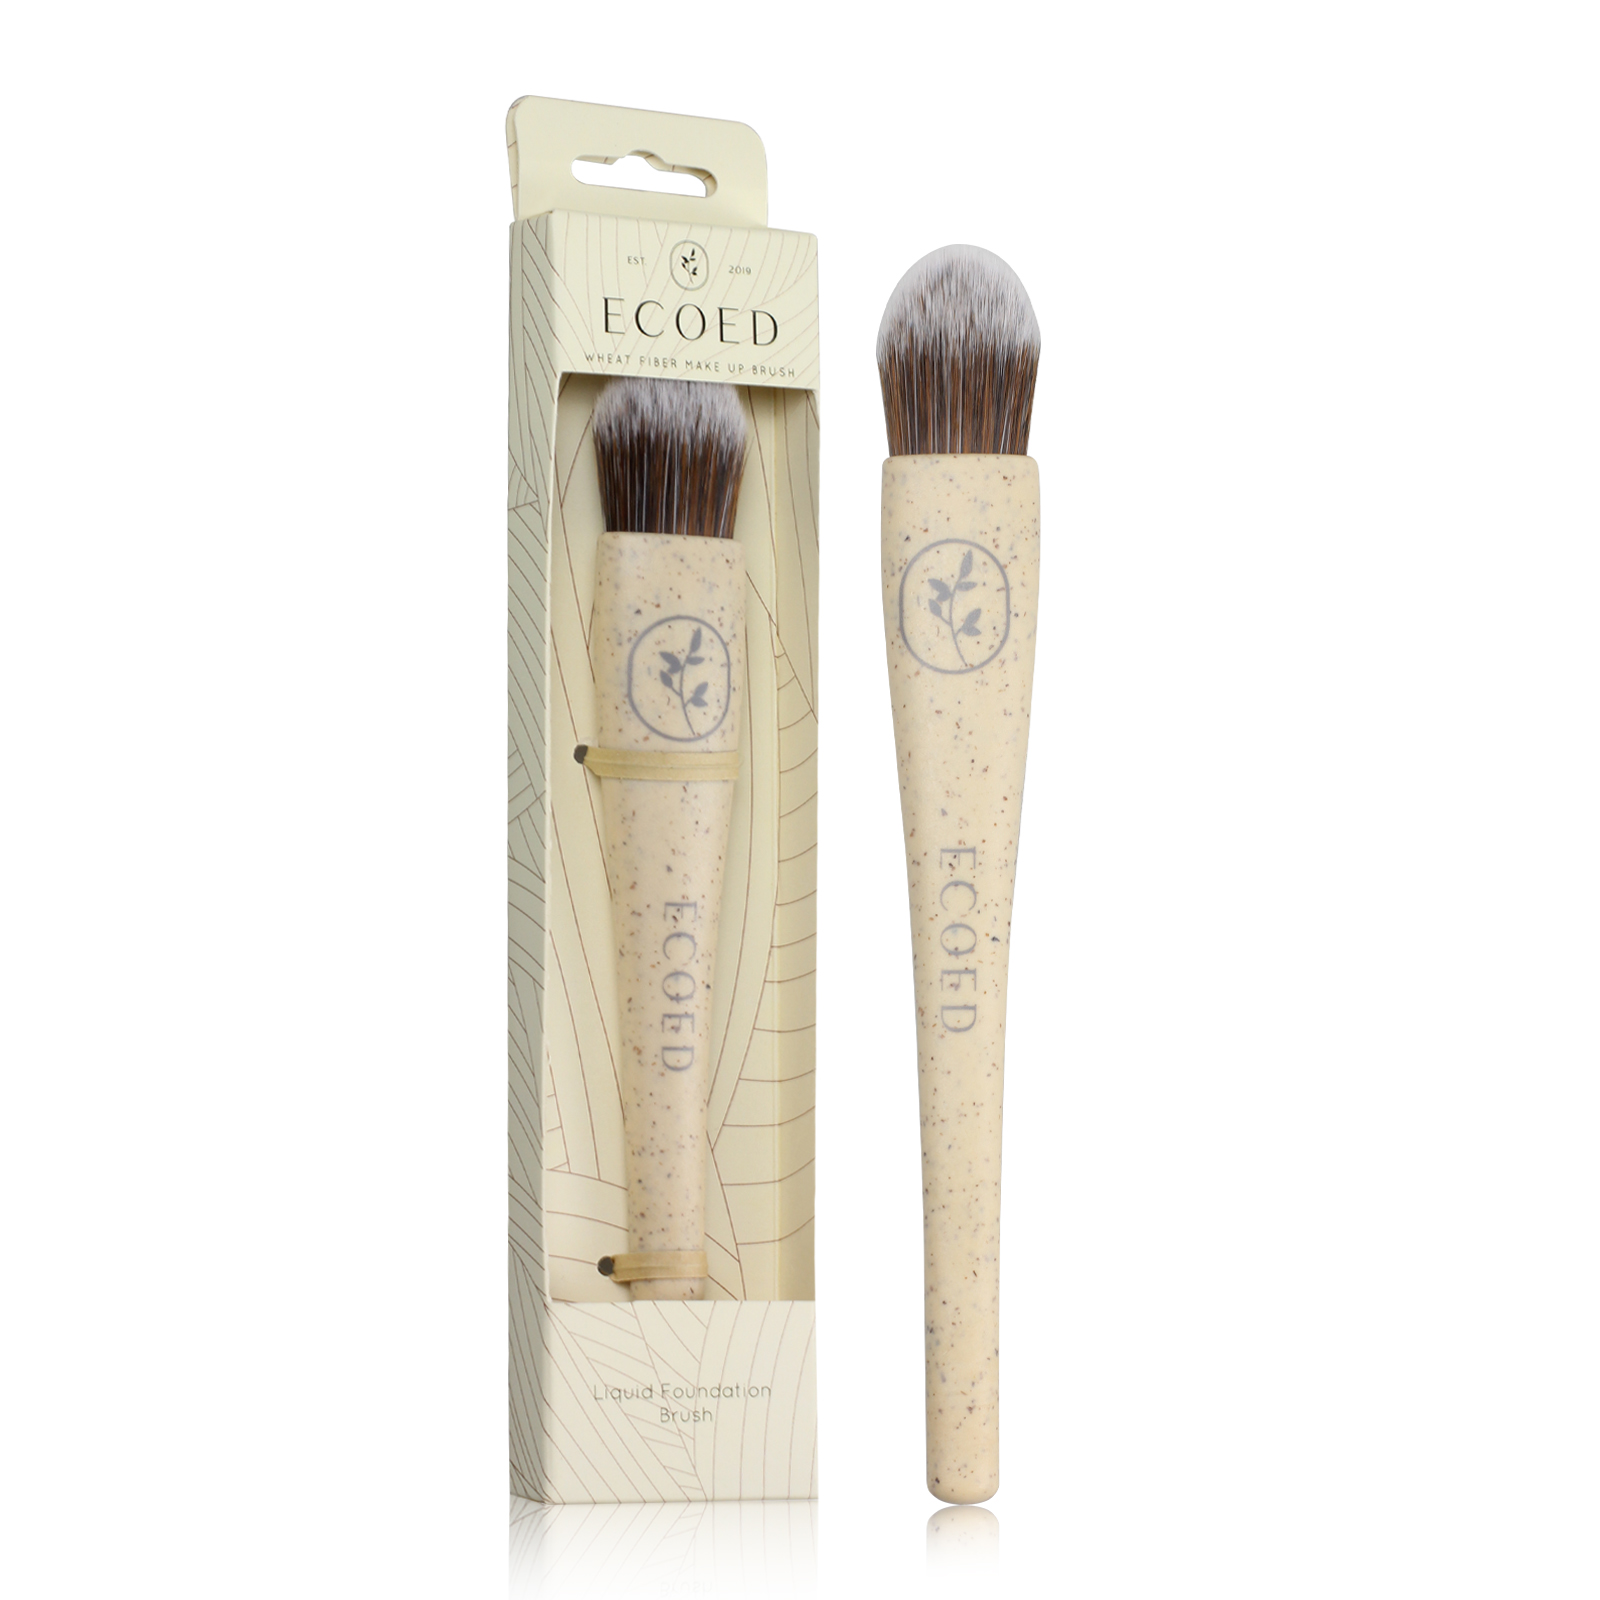 EST. 2019
ECOED
WHEAT FIBER MAKE UP BRUSH
ECOED
Liquid Foundation
Brush
ECOED